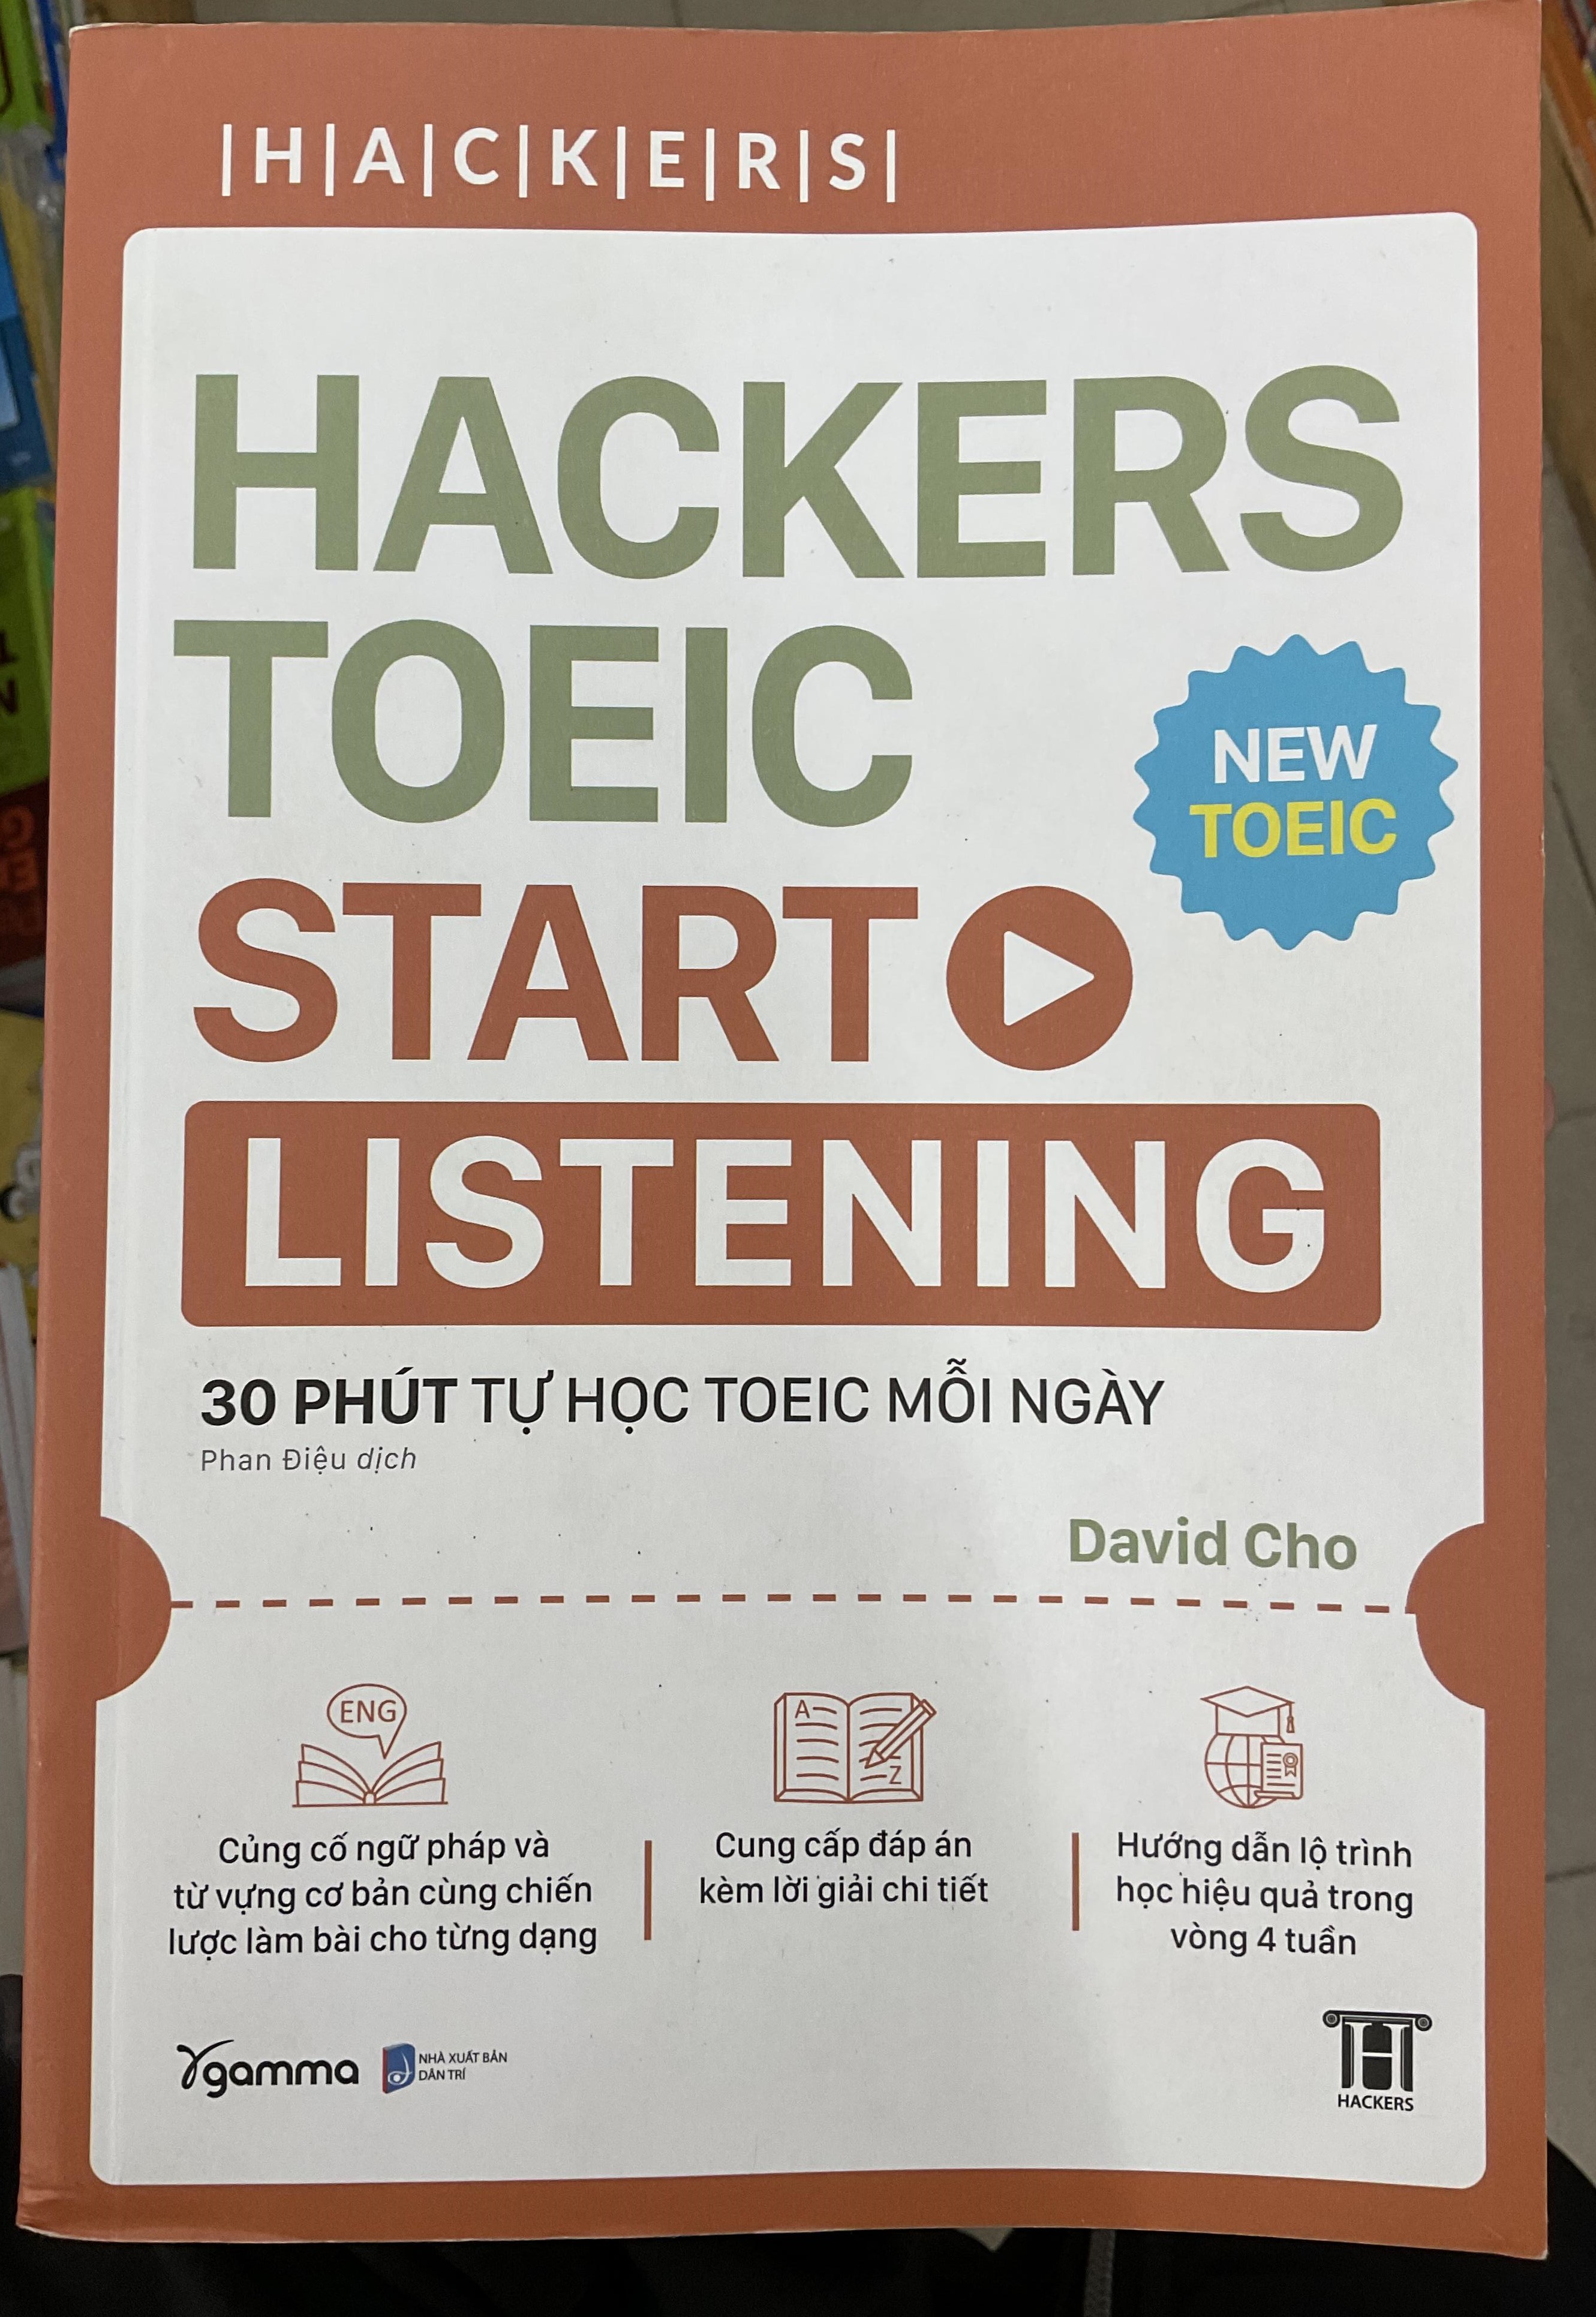 |H|A|C|K|E|R|S|
HACKERS
TOEIC
NEW
TOEIC
START
LISTENING
30 PHÚT TỰ HỌC TOEIC MỖI NGÀY
Phan Điệu dịch
David Cho
ENG
Củng cố ngữ pháp và
từ vựng cơ bản cùng chiến
lược làm bài cho từng dạng
A
Z
Cung cấp đáp án
kèm lời giải chi tiết
Hướng dẫn lộ trình
học hiệu quả trong
vòng 4 tuần
gamma
NHÀ XUẤT BẢN
DÂN TRÍ
H
HACKERS